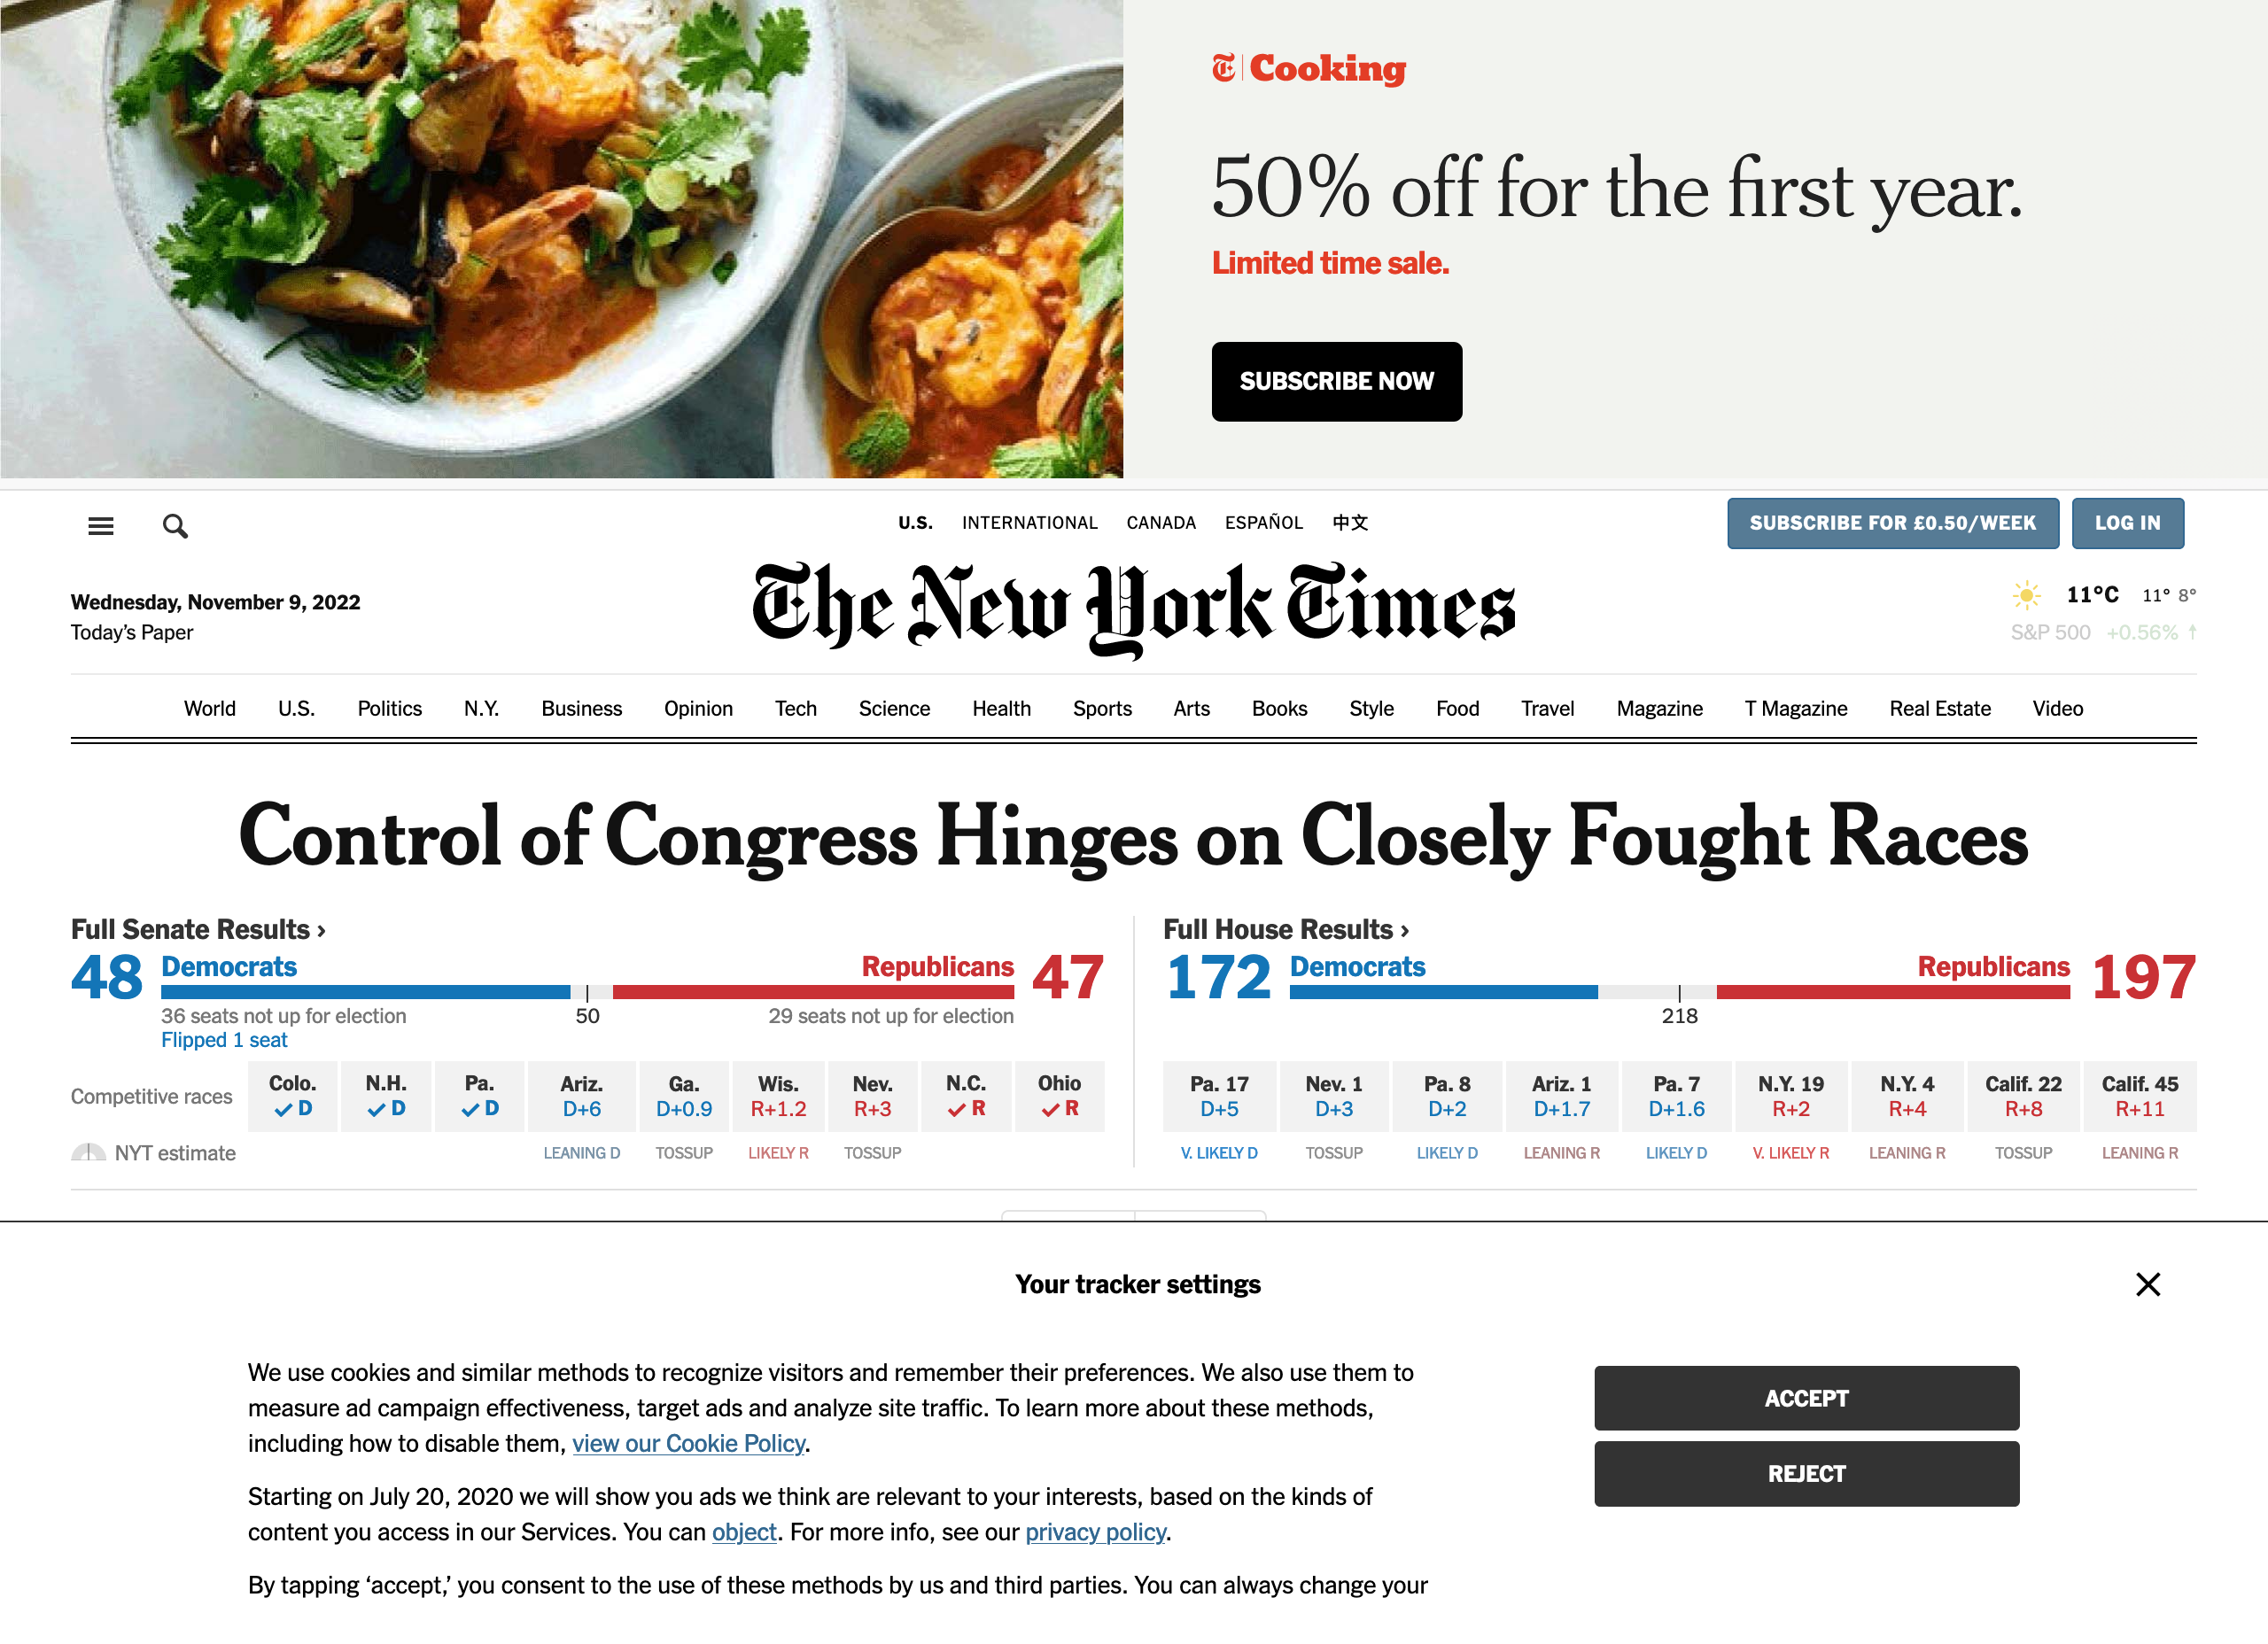 T Cooking
50% off for the first year.
Limited time sale.
SUBSCRIBE NOW
U.S. INTERNATIONAL CANADA ESPAÑOL 中文
SUBSCRIBE FOR £0.50/WEEK LOG IN
The New York Times
Wednesday, November 9, 2022
Today’s Paper
11°C 11° 8°
S&P 500 +0.56% ↑
World U.S. Politics N.Y. Business Opinion Tech Science Health Sports Arts Books Style Food Travel Magazine T Magazine Real Estate Video
Control of Congress Hinges on Closely Fought Races
Full Senate Results ›
48 Democrats Republicans 47
36 seats not up for election 50 29 seats not up for election
Flipped 1 seat
Competitive races
Colo. N.H. Pa. Ariz. Ga. Wis. Nev. N.C. Ohio
✓ D ✓ D ✓ D D+6 D+0.9 R+1.2 R+3 ✓ R ✓ R
NYT estimate LEANING D TOSSUP LIKELY R TOSSUP
Full House Results ›
172 Democrats Republicans 197
218
Pa. 17 Nev. 1 Pa. 8 Ariz. 1 Pa. 7 N.Y. 19 N.Y. 4 Calif. 22 Calif. 45
D+5 D+3 D+2 D+1.7 D+1.6 R+2 R+4 R+8 R+11
V. LIKELY D TOSSUP LIKELY D LEANING R LIKELY D V. LIKELY R LEANING R TOSSUP LEANING R
Your tracker settings
We use cookies and similar methods to recognize visitors and remember their preferences. We also use them to
measure ad campaign effectiveness, target ads and analyze site traffic. To learn more about these methods,
including how to disable them, view our Cookie Policy.
Starting on July 20, 2020 we will show you ads we think are relevant to your interests, based on the kinds of
content you access in our Services. You can object. For more info, see our privacy policy.
By tapping ‘accept,’ you consent to the use of these methods by us and third parties. You can always change your
ACCEPT
REJECT